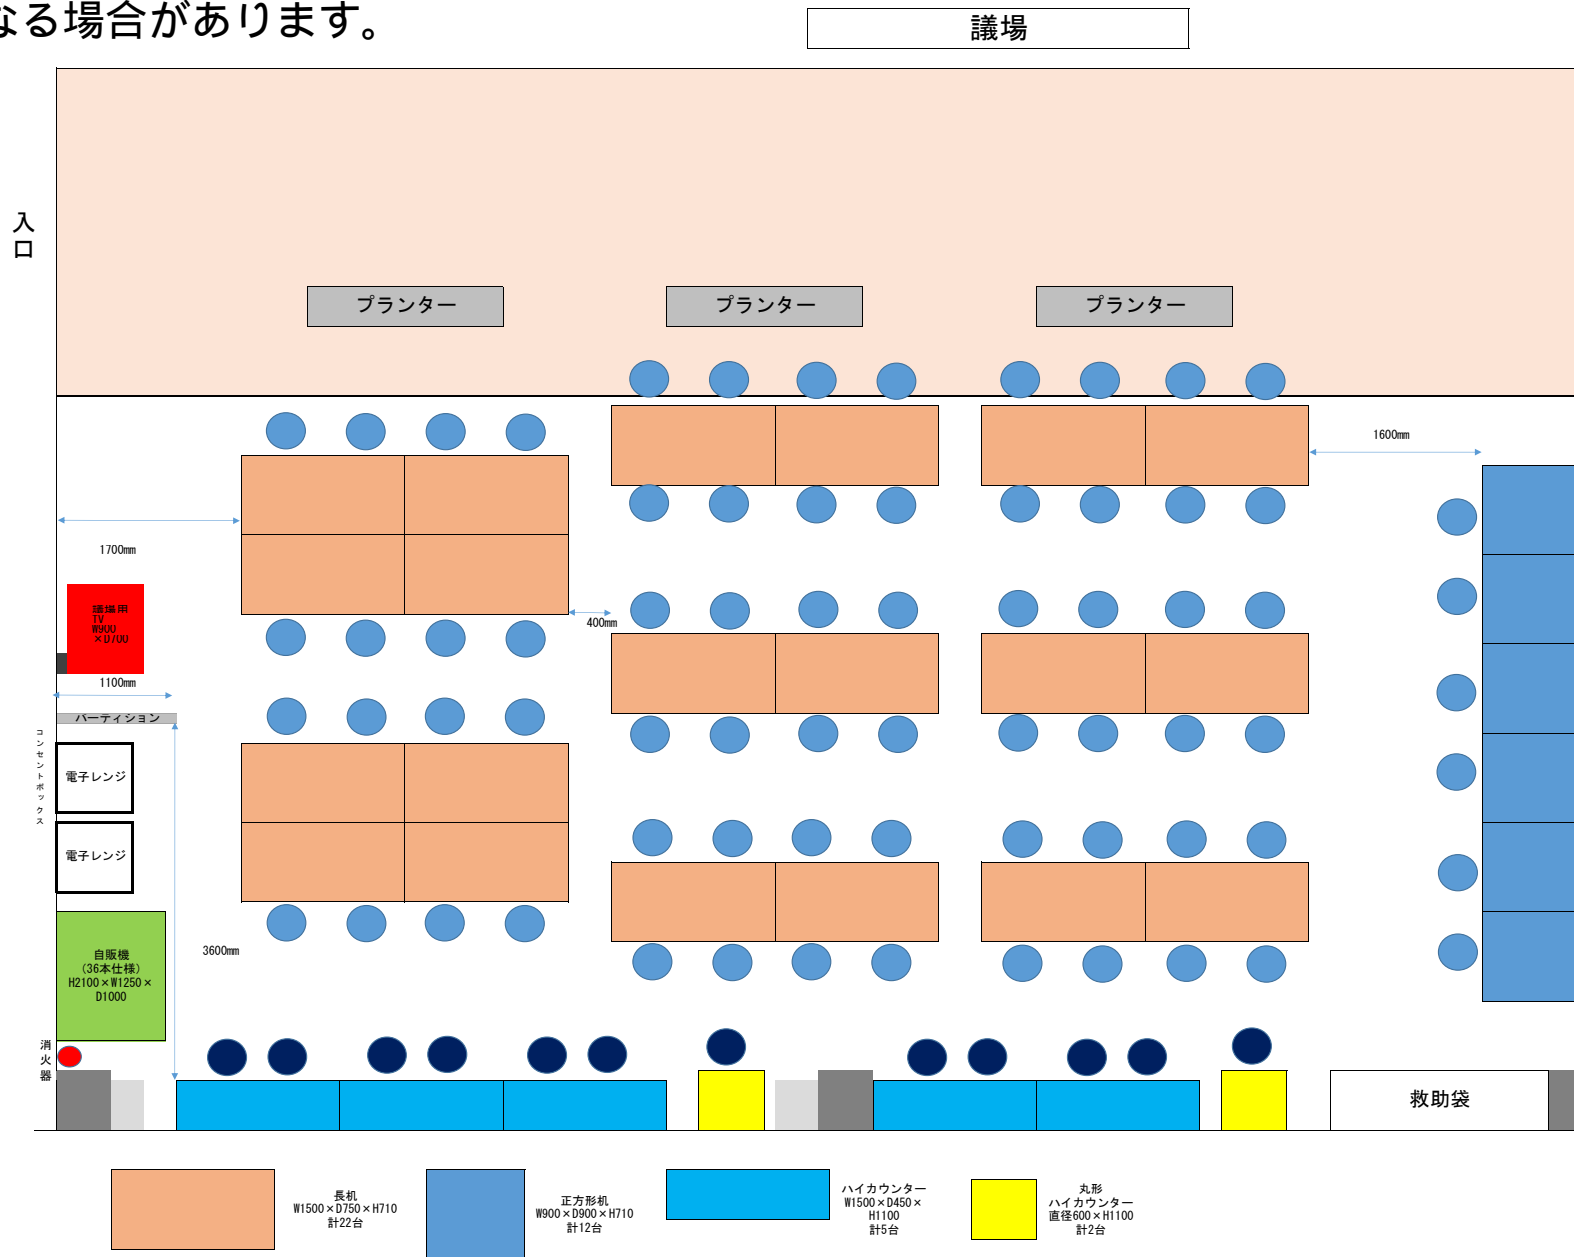 なる場合があります。
議場
入口
プランター
プランター
プランター
1600mm
1700mm
議場用
TV
W900
×D700
400mm
1100mm
パーティション
コンセントボックス
電子レンジ
電子レンジ
自販機
(36本仕様)
H2100×W1250×
D1000
3600mm
消火器
救助袋
長机
W1500×D750×H710
計22台
正方形机
W900×D900×H710
計12台
ハイカウンター
W1500×D450×
H1100
計5台
丸形
ハイカウンター
直径600×H1100
計2台